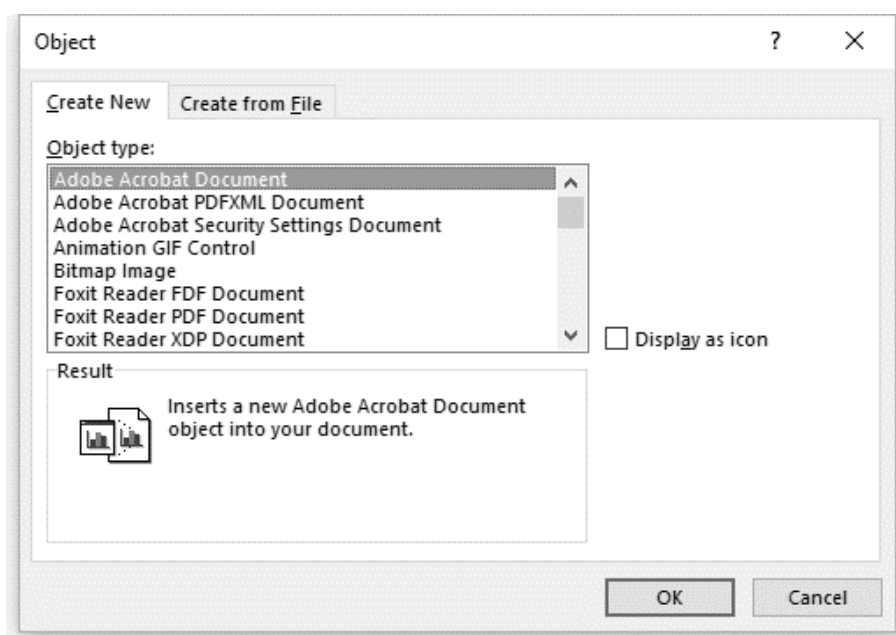 Object
?
Create New
Create from File
Object type:
Adobe Acrobat Document
Adobe Acrobat PDFXML Document
Adobe Acrobat Security Settings Document
Animation GIF Control
Bitmap Image
Foxit Reader FDF Document
Foxit Reader PDF Document
Foxit Reader XDP Document
Display as icon
Result
Inserts a new Adobe Acrobat Document
object into your document.
OK
Cancel